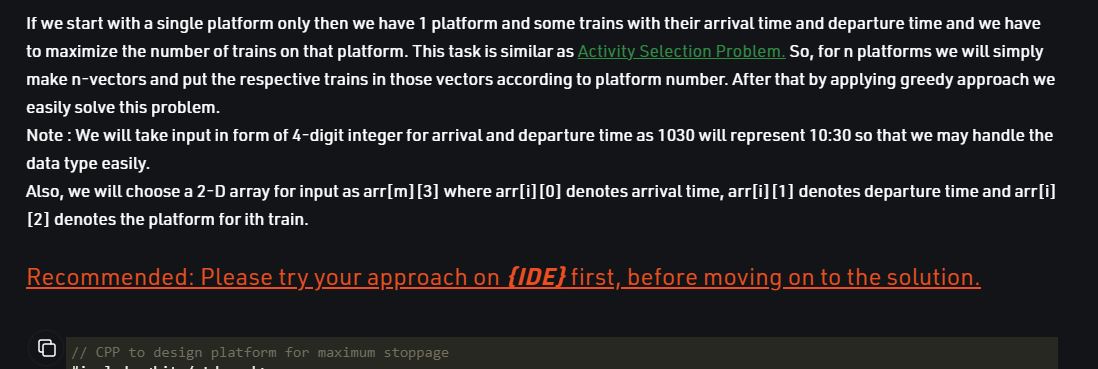 If we start with a single platform only then we have 1 platform and some trains with their arrival time and departure time and we have
to maximize the number of trains on that platform. This task is similar as Activity Selection Problem. So, for n platforms we will simply
make n-vectors and put the respective trains in those vectors according to platform number. After that by applying greedy approach we
easily solve this problem.
Note : We will take input in form of 4-digit integer for arrival and departure time as 1030 will represent 10:30 so that we may handle the
data type easily.
Also, we will choose a 2-D array for input as arr[m][3] where arr[i][0] denotes arrival time, arr[i][1] denotes departure time and arr[i]
[2] denotes the platform for ith train.
Recommended: Please try your approach on {IDE} first, before moving on to the solution.
// CPP to design platform for maximum stoppage